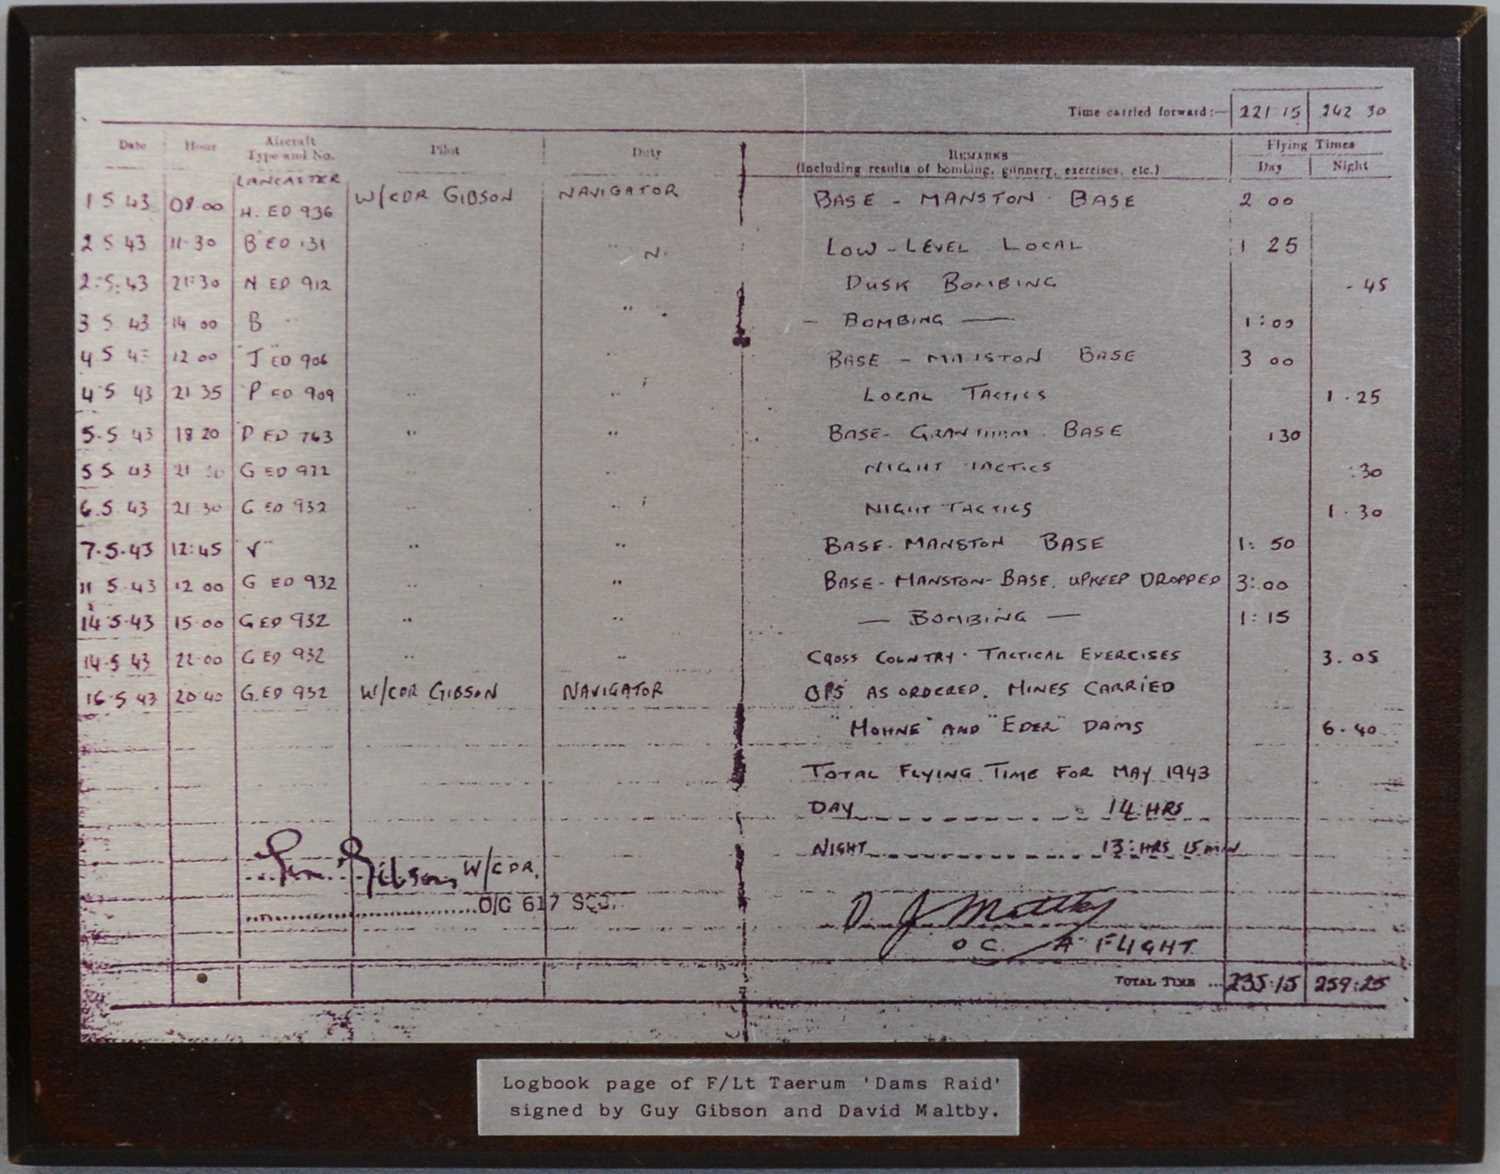 Time carried forward:— 221 15 242 30
Date Hour Aircraft Type and No. Pilot Duty REMARKS (Including results of bombing, gunnery, exercises, etc.) Flying Times Day Night
1 5 43 08 00 LANCASTER H. ED 936 W/CDR GIBSON NAVIGATOR BASE - MANSTON - BASE 2 00
2 5 43 11-30 B ED 131 " N. LOW-LEVEL LOCAL 1 25
2:5:43 21:30 N ED 912 DUSK BOMBING - 45
3 5 43 14 00 B " — BOMBING — 1:00
4 5 43 12 00 "J" ED 906 BASE - MANSTON BASE 3 00
4 5 43 21 35 P ED 909 " LOCAL TACTICS 1 . 25
5.5 43 18 20 D ED 763 " " BASE- GRANTHAM . BASE :30
5 5 43 G ED 932 " " NIGHT TACTICS :30
6.5.43 21 30 G ED 932 " NIGHT TACTICS 1 . 30
7.5.43 12:45 "V" " " BASE. MANSTON BASE 1: 50
11 5.43 12 00 G ED 932 " " BASE - MANSTON- BASE. UPKEEP DROPPED 3:00
14.5.43 15.00 G ED 932 " " — BOMBING — 1:15
14.5 43 22.00 G ED 932 " " CROSS COUNTRY. TACTICAL EXERCISES 3. 05
16.5 43 20 40 G. ED 932 W/CDR GIBSON NAVIGATOR OPS AS ORDERED. MINES CARRIED
"MOHNE" AND "EDER" DAMS 6. 40
TOTAL FLYING TIME FOR MAY 1943
DAY 14 HRS
NIGHT 13:HRS 15 MIN
Gibson W/CDR.
O/C 617 SQD.
D J Maltby
O C. A FLIGHT
TOTAL TIME ... 235:15 259:25
Logbook page of F/Lt Taerum 'Dams Raid'
signed by Guy Gibson and David Maltby.